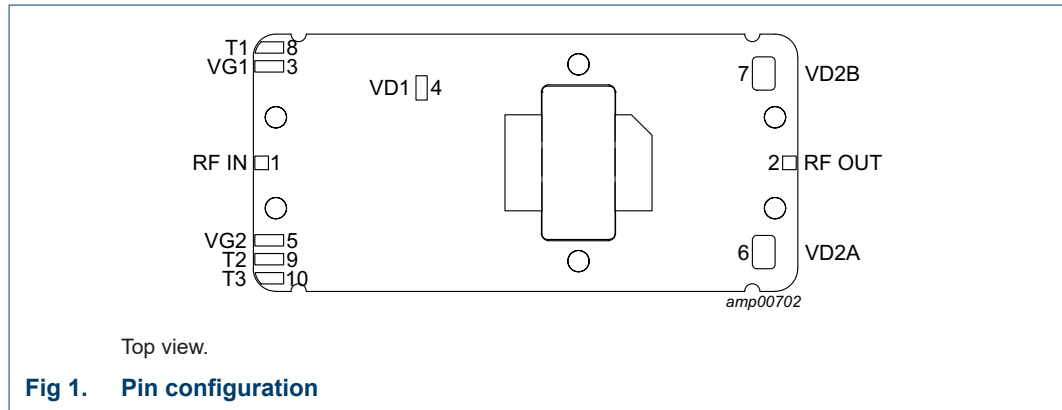 T1 8
VG1 3
VD1 4
7 VD2B
RF IN 1
2 RF OUT
VG2 5
T2 9
T3 10
6 VD2A
amp00702
Top view.
Fig 1. Pin configuration